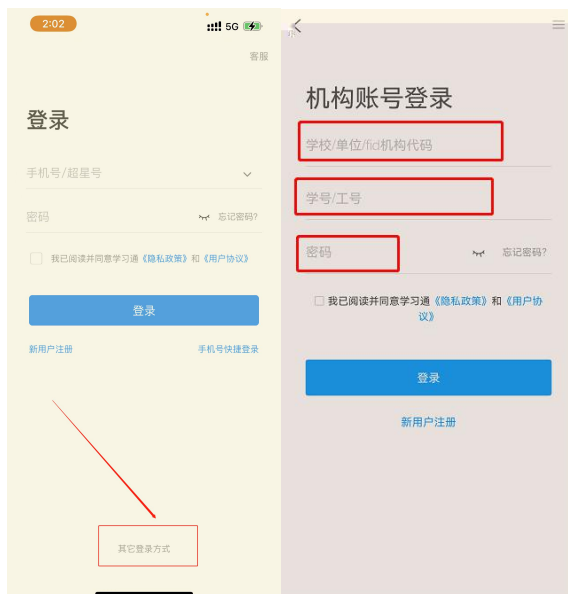 2:02
5G
客服
登录
手机号/超星号
密码
忘记密码?
我已阅读并同意学习通《隐私政策》和《用户协议》
登录
新用户注册
手机号快捷登录
其它登录方式
机构账号登录
学校/单位/fid机构代码
学号/工号
密码
忘记密码?
我已阅读并同意学习通《隐私政策》和《用户协
议》
登录
新用户注册